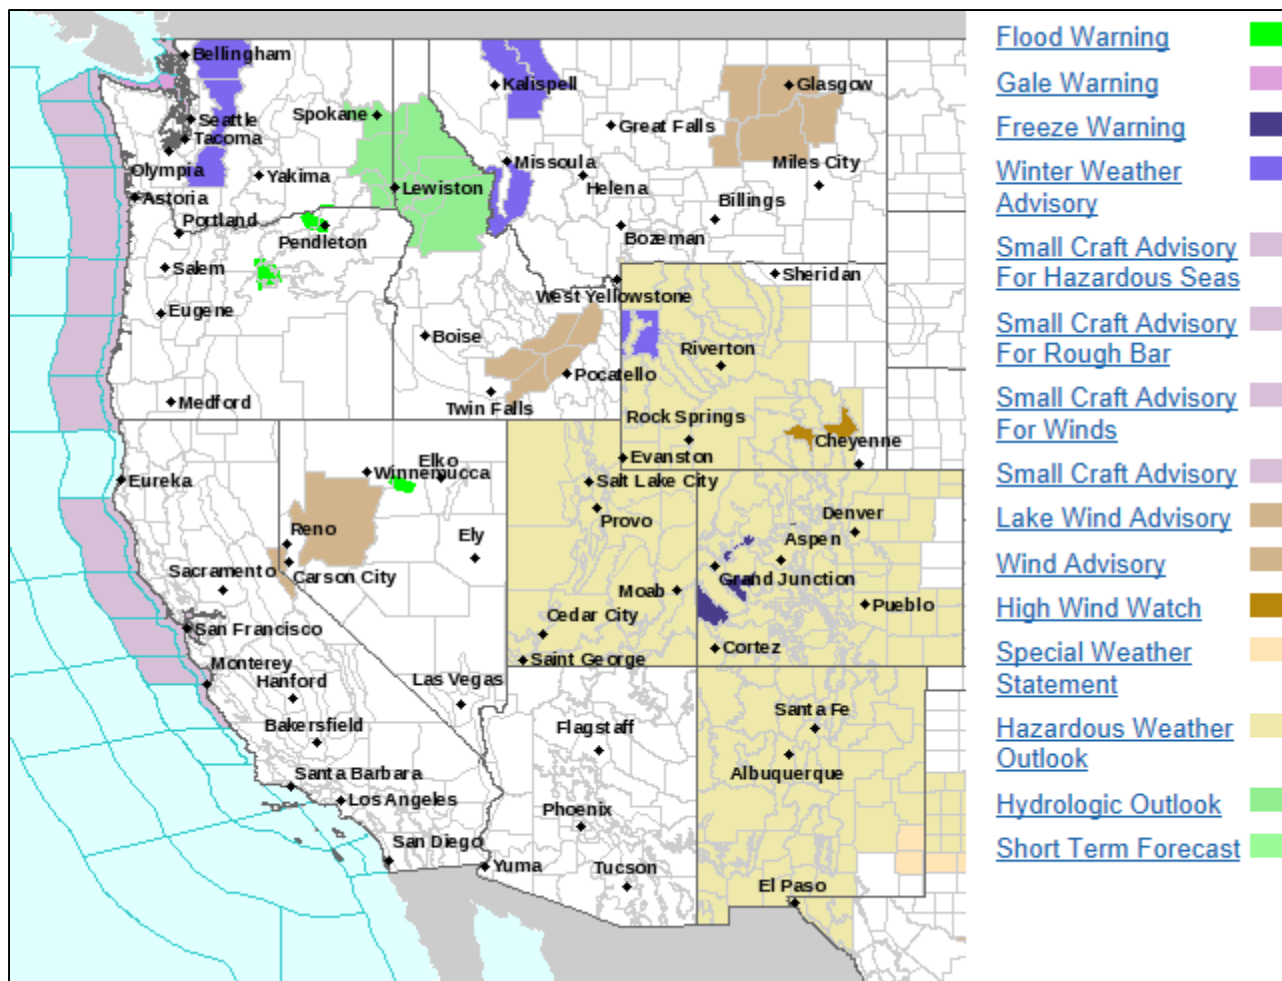 Bellingham
Seattle
Tacoma
Olympia
Astoria
Portland
Salem
Eugene
Medford
Yakima
Spokane
Lewiston
Pendleton
Kalispell
Great Falls
Glasgow
Missoula
Helena
Miles City
Billings
Bozeman
West Yellowstone
Sheridan
Boise
Pocatello
Twin Falls
Riverton
Rock Springs
Cheyenne
Evanston
Eureka
Elko
Winnemucca
Reno
Ely
Sacramento
Carson City
San Francisco
Monterey
Hanford
Bakersfield
Las Vegas
Santa Barbara
Los Angeles
San Diego
Salt Lake City
Provo
Moab
Cedar City
Saint George
Denver
Aspen
Grand Junction
Pueblo
Cortez
Flagstaff
Phoenix
Yuma
Tucson
Santa Fe
Albuquerque
El Paso
Flood Warning
Gale Warning
Freeze Warning
Winter Weather
Advisory
Small Craft Advisory
For Hazardous Seas
Small Craft Advisory
For Rough Bar
Small Craft Advisory
For Winds
Small Craft Advisory
Lake Wind Advisory
Wind Advisory
High Wind Watch
Special Weather
Statement
Hazardous Weather
Outlook
Hydrologic Outlook
Short Term Forecast